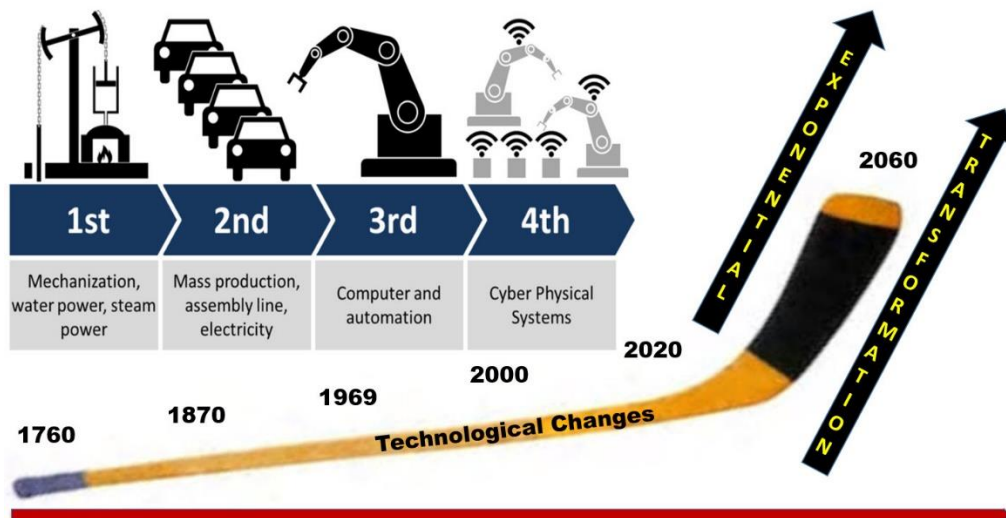 1st
2nd
3rd
4th
Mechanization,
water power, steam
power
Mass production,
assembly line,
electricity
Computer and
automation
Cyber Physical
Systems
1760
1870
1969
2000
2020
2060
Technological Changes
EXPONENTIAL
TRANSFORMATION